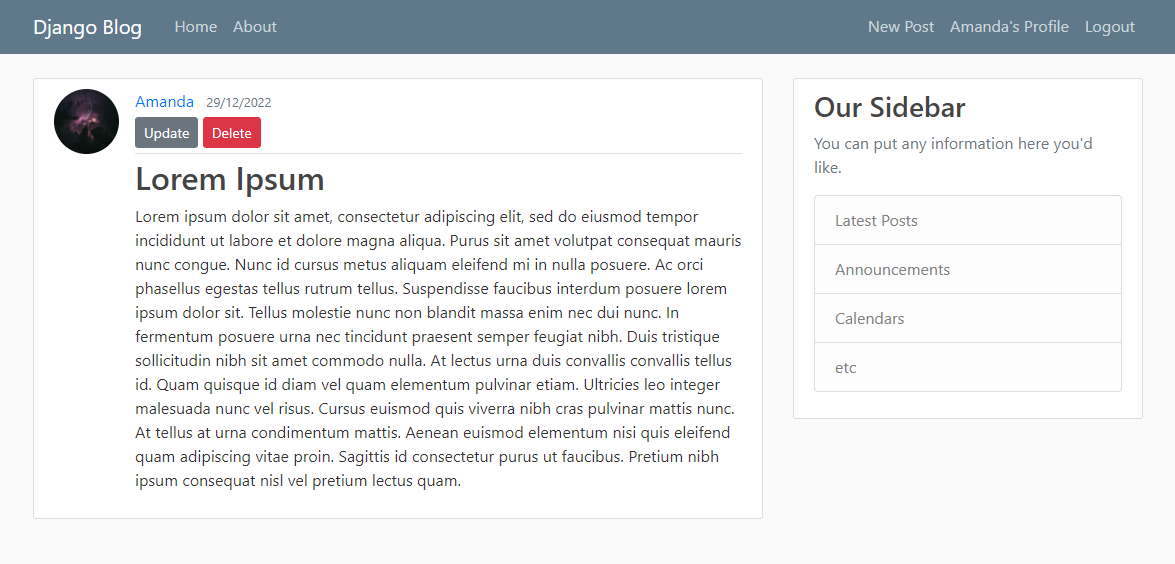 Django Blog Home About New Post Amanda's Profile Logout
Amanda 29/12/2022
Update Delete
Lorem Ipsum
Lorem ipsum dolor sit amet, consectetur adipiscing elit, sed do eiusmod tempor
incididunt ut labore et dolore magna aliqua. Purus sit amet volutpat consequat mauris
nunc congue. Nunc id cursus metus aliquam eleifend mi in nulla posuere. Ac orci
phasellus egestas tellus rutrum tellus. Suspendisse faucibus interdum posuere lorem
ipsum dolor sit. Tellus molestie nunc non blandit massa enim nec dui nunc. In
fermentum posuere urna nec tincidunt praesent semper feugiat nibh. Duis tristique
sollicitudin nibh sit amet commodo nulla. At lectus urna duis convallis convallis tellus
id. Quam quisque id diam vel quam elementum pulvinar etiam. Ultricies leo integer
malesuada nunc vel risus. Cursus euismod quis viverra nibh cras pulvinar mattis nunc.
At tellus at urna condimentum mattis. Aenean euismod elementum nisi quis eleifend
quam adipiscing vitae proin. Sagittis id consectetur purus ut faucibus. Pretium nibh
ipsum consequat nisl vel pretium lectus quam.
Our Sidebar
You can put any information here you'd
like.
Latest Posts
Announcements
Calendars
etc